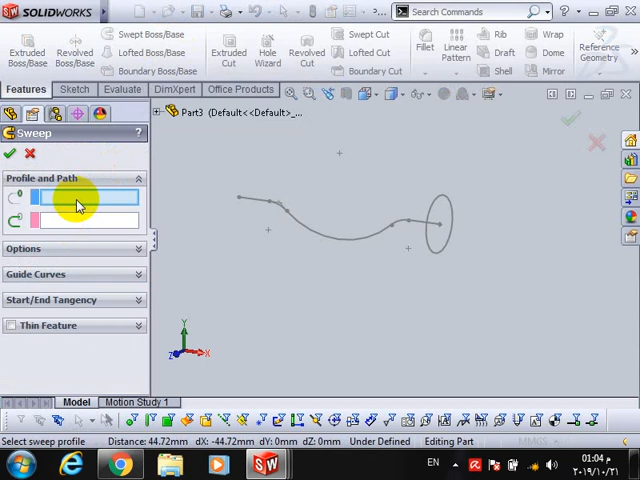 SW SOLIDWORKS
Search Commands
Extruded Boss/Base
Revolved Boss/Base
Swept Boss/Base
Lofted Boss/Base
Boundary Boss/Base
Extruded Cut
Hole Wizard
Revolved Cut
Swept Cut
Lofted Cut
Boundary Cut
Fillet
Linear Pattern
Rib
Draft
Shell
Wrap
Dome
Mirror
Reference Geometry
Features
Sketch
Evaluate
DimXpert
Office Products
Part3 (Default<<Default>_...
Sweep
?
Profile and Path
Options
Guide Curves
Start/End Tangency
Thin Feature
Y
X
Z
Model
Motion Study 1
Select sweep profile
Distance: 44.72mm
dX: -44.72mm
dY: 0mm
dZ: 0mm
Under Defined
Editing Part
MMGS
EN
01:04 م
٢٠١٩/١٠/٢١